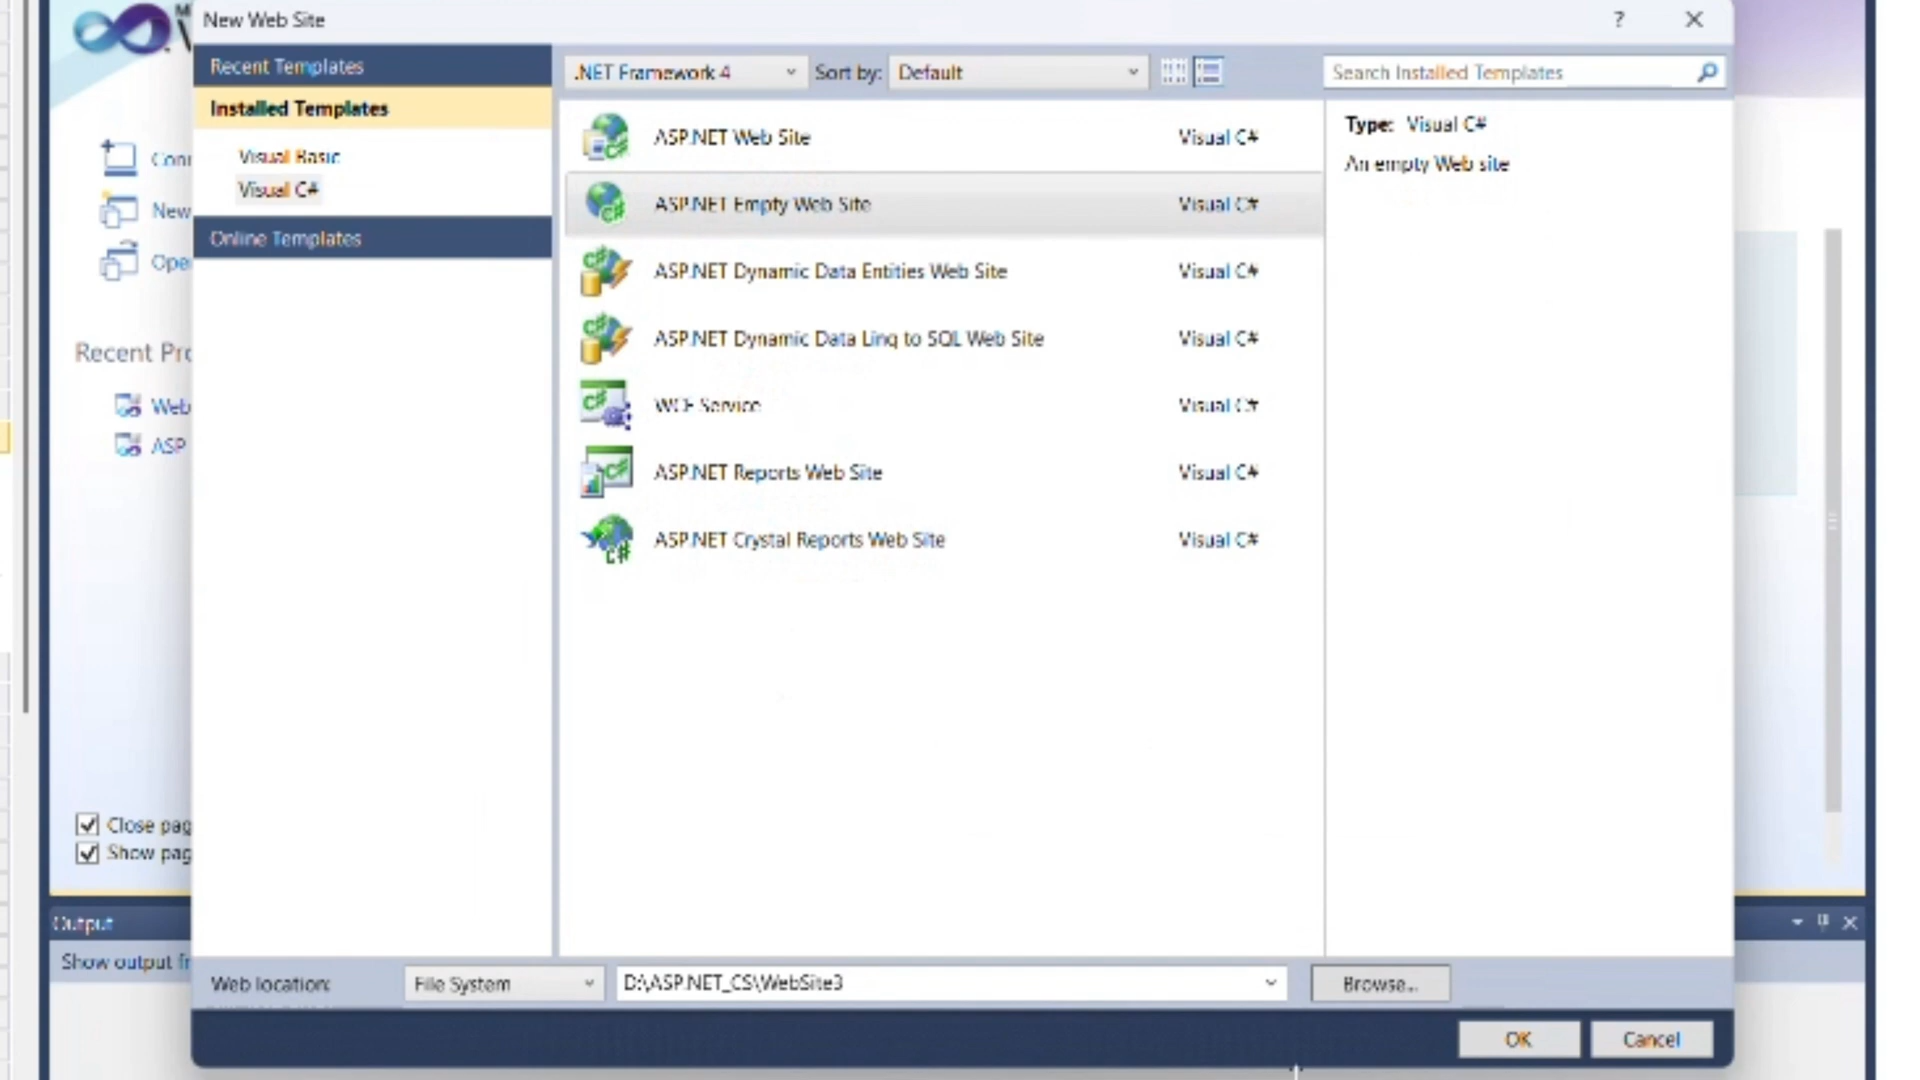 New Web Site
?
Recent Templates
Installed Templates
Visual Basic
Visual C#
Online Templates
.NET Framework 4
Sort by:
Default
Search Installed Templates
ASP.NET Web Site Visual C#
ASP.NET Empty Web Site Visual C#
ASP.NET Dynamic Data Entities Web Site Visual C#
ASP.NET Dynamic Data Linq to SQL Web Site Visual C#
WCF Service Visual C#
ASP.NET Reports Web Site Visual C#
ASP.NET Crystal Reports Web Site Visual C#
Type: Visual C#
An empty Web site
Conn
New
Ope
Recent Pro
Web
ASP
Close pag
Show pag
Output
Show output fr
Web location:
File System
D:\ASP.NET_CS\WebSite3
Browse...
OK
Cancel